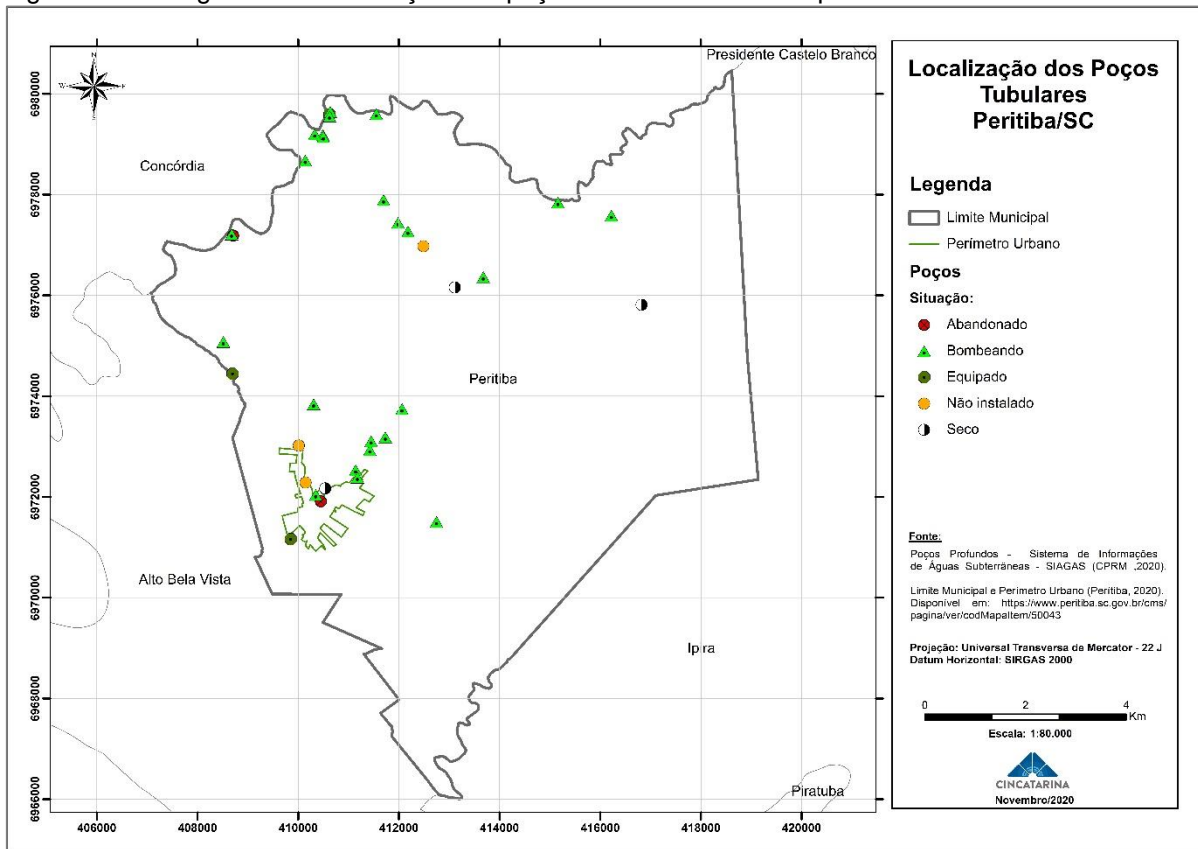 Presidente Castelo Branco
Concórdia
Peritiba
Alto Bela Vista
Ipira
Piratuba
N
W
E
S
6980000
6978000
6976000
6974000
6972000
6970000
6968000
6966000
406000
408000
410000
412000
414000
416000
418000
420000
Localização dos Poços
Tubulares
Peritiba/SC
Legenda
Limite Municipal
Perímetro Urbano
Poços
Situação:
Abandonado
Bombeando
Equipado
Não instalado
Seco
Fonte:
Poços Profundos - Sistema de Informações
de Águas Subterrâneas - SIAGAS (CPRM ,2020).
Limite Municipal e Perimetro Urbano (Peritiba, 2020).
Disponível em: https://www.peritiba.sc.gov.br/cms/
pagina/ver/codMapaItem/50043
Projeção: Universal Transversa de Mercator - 22 J
Datum Horizontal: SIRGAS 2000
0 2 4
Km
Escala: 1:80.000
CINCATARINA
Novembro/2020